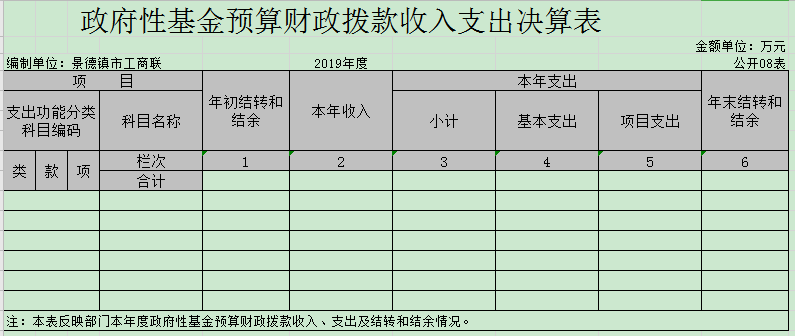 政府性基金预算财政拨款收入支出决算表
金额单位：万元
编制单位：景德镇市工商联 2019年度 公开08表
项 目 年初结转和结余 本年收入 本年支出 年末结转和结余
支出功能分类科目编码 科目名称 小计 基本支出 项目支出
类 款 项 栏次 1 2 3 4 5 6
合计
注：本表反映部门本年度政府性基金预算财政拨款收入、支出及结转和结余情况。